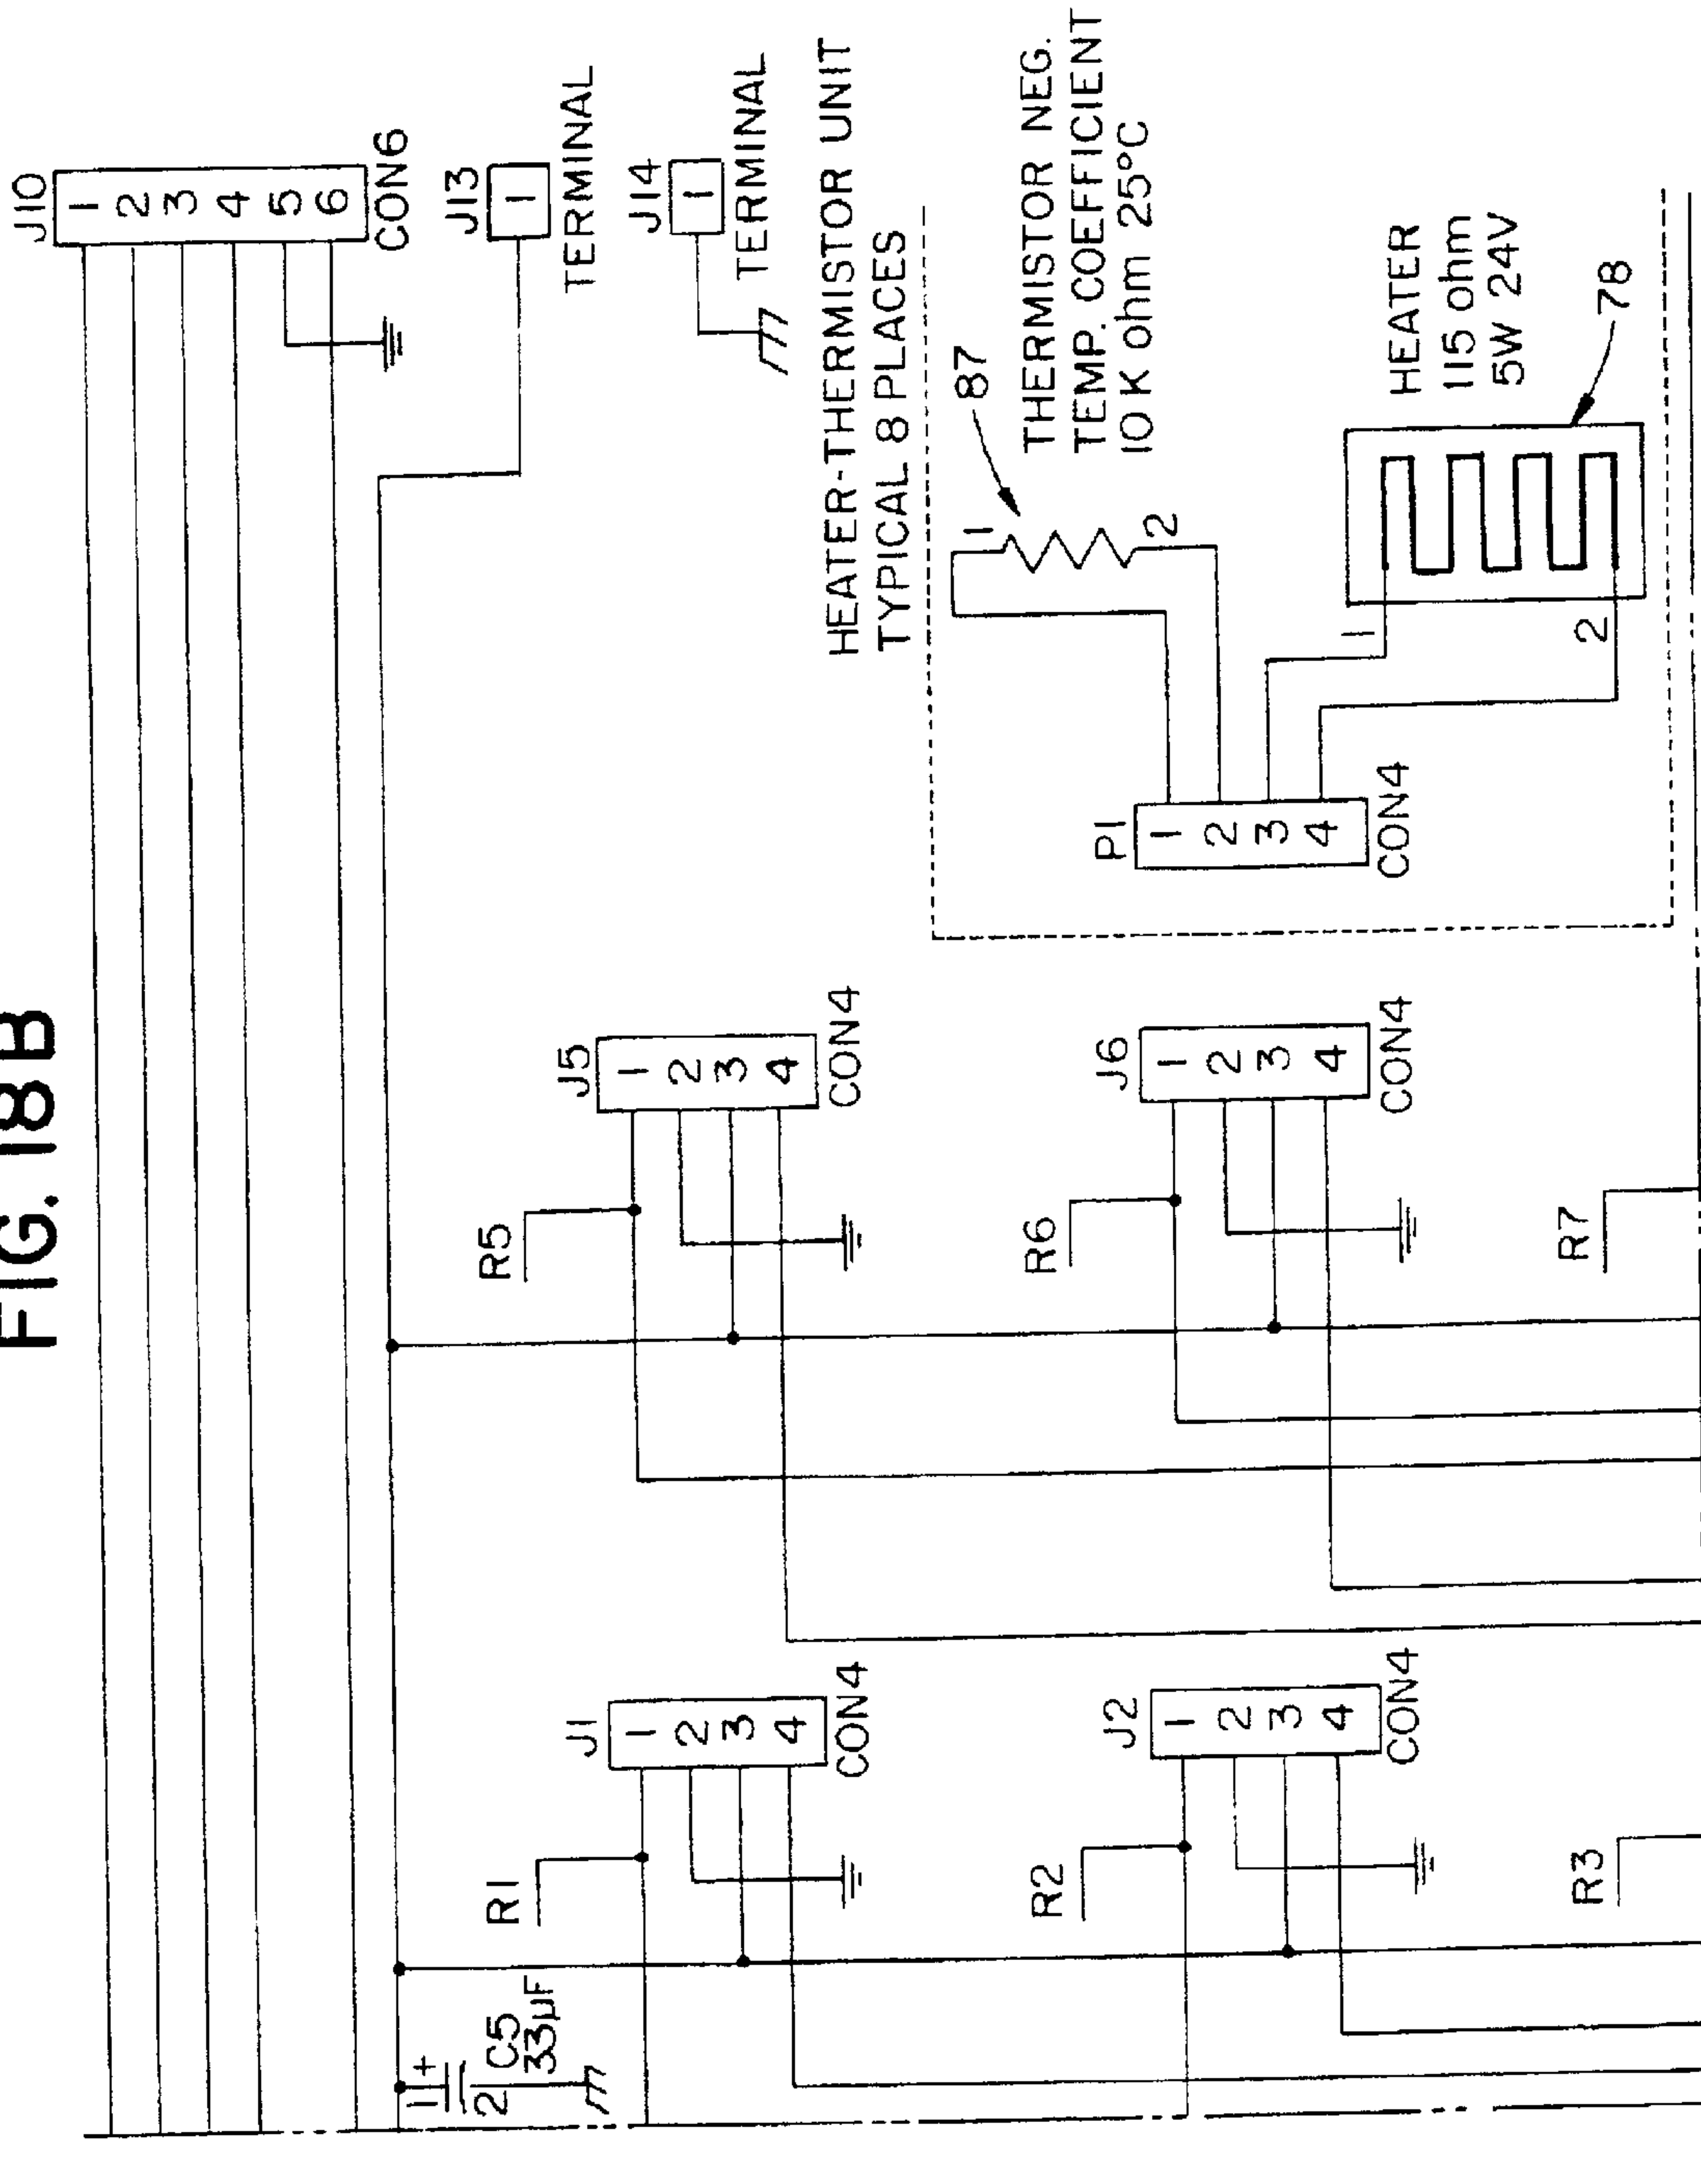 FIG. 18B
J10
1
2
3
4
5
6
CON6
J13
1
TERMINAL
J14
1
TERMINAL
HEATER-THERMISTOR UNIT
TYPICAL 8 PLACES
87
THERMISTOR NEG.
TEMP. COEFFICIENT
10 K ohm 25°C
1
2
HEATER
115 ohm
5W 24V
78
1
2
P1
1
2
3
4
CON4
J5
1
2
3
4
CON4
R5
J6
1
2
3
4
CON4
R6
R7
J1
1
2
3
4
CON4
R1
J2
1
2
3
4
CON4
R2
R3
1
+
2
C5
33µF